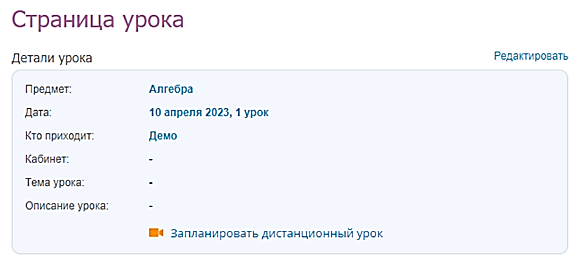 Страница урока
Детали урока Редактировать
Предмет: Алгебра
Дата: 10 апреля 2023, 1 урок
Кто приходит: Демо
Кабинет: -
Тема урока: -
Описание урока: -
Запланировать дистанционный урок